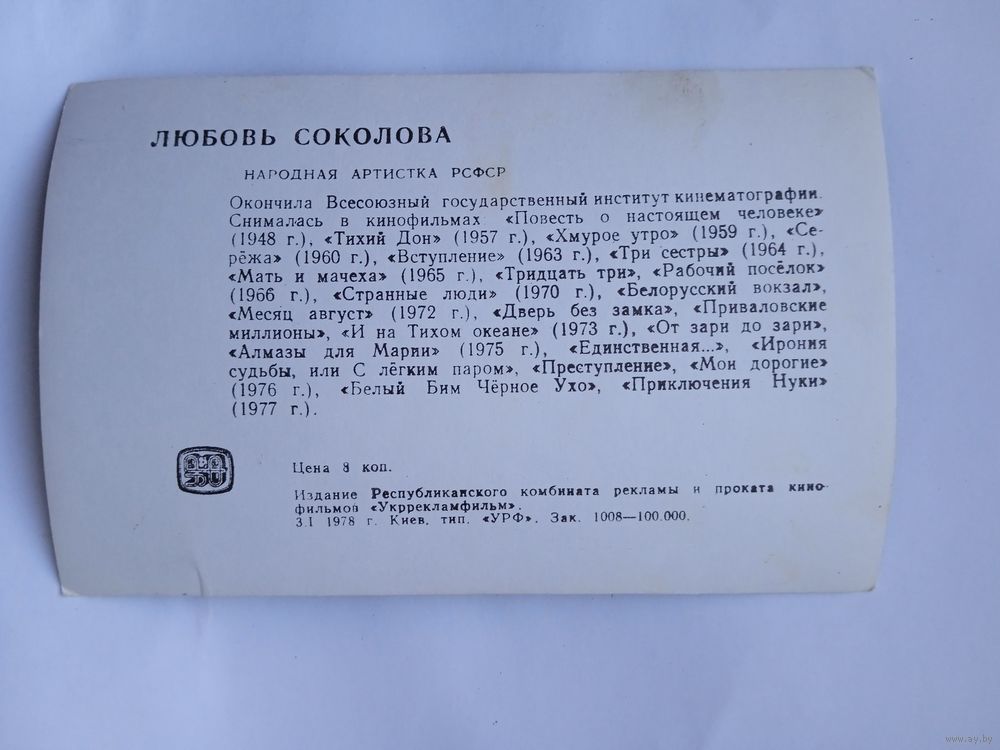 ЛЮБОВЬ СОКОЛОВА
НАРОДНАЯ АРТИСТКА РСФСР
Окончила Всесоюзный государственный институт кинематографии.
Снималась в кинофильмах: «Повесть о настоящем человеке»
(1948 г.), «Тихий Дон» (1957 г.), «Хмурое утро» (1959 г.), «Се-
рёжа» (1960 г.), «Вступление» (1963 г.), «Три сестры» (1964 г.),
«Мать и мачеха» (1965 г.), «Тридцать три», «Рабочий посёлок»
(1966 г.), «Странные люди» (1970 г.), «Белорусский вокзал»,
«Месяц август» (1972 г.), «Дверь без замка», «Приваловские
миллионы», «И на Тихом океане» (1973 г.), «От зари до зари»,
«Алмазы для Марии» (1975 г.), «Единственная...», «Ирония
судьбы, или С лёгким паром», «Преступление», «Мои дорогие»
(1976 г.), «Белый Бим Чёрное Ухо», «Приключения Нуки»
(1977 г.).
Цена 8 коп.
Издание Республиканского комбината рекламы и проката кино-
фильмов «Укррекламфильм».
3.I 1978 г. Киев, тип. «УРФ». Зак. 1008—100.000.
www.ay.by